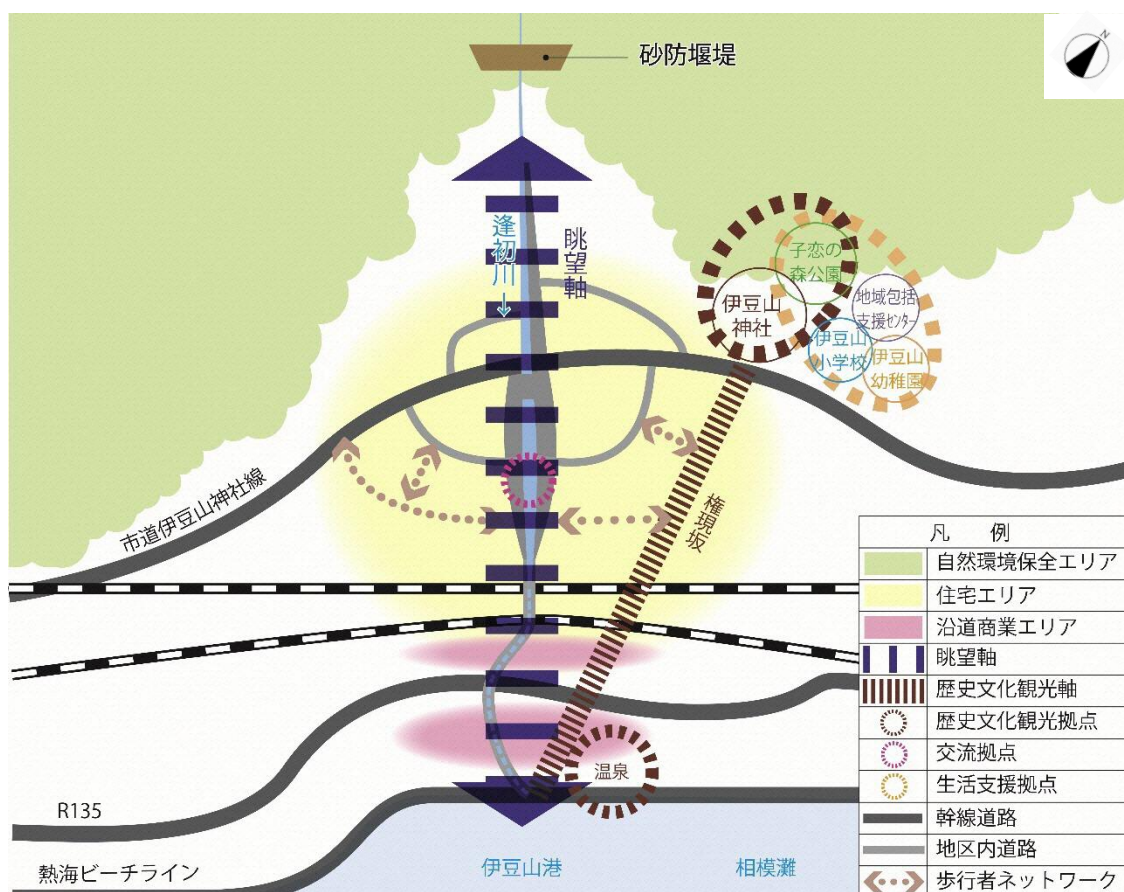 N
砂防堰堤
逢初川
眺望軸
子恋の
森公園
伊豆山
神社
地域包括
支援センター
伊豆山
小学校
伊豆山
幼稚園
市道伊豆山神社線
権現坂
温泉
R135
熱海ビーチライン
伊豆山港
相模灘
凡 例
自然環境保全エリア
住宅エリア
沿道商業エリア
眺望軸
歴史文化観光軸
歴史文化観光拠点
交流拠点
生活支援拠点
幹線道路
地区内道路
歩行者ネットワーク